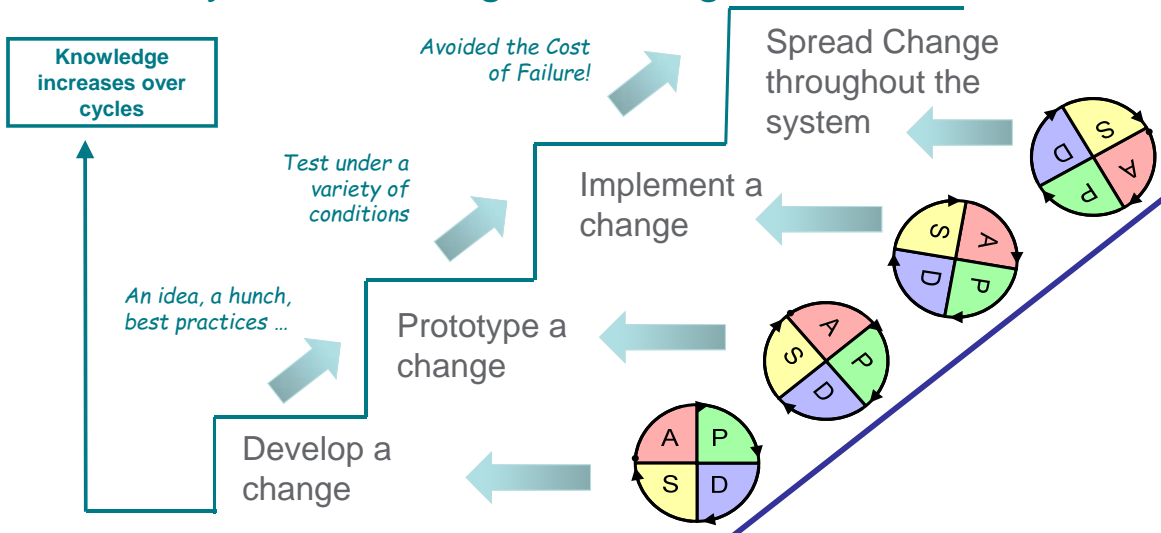 Knowledge
increases over
cycles
Avoided the Cost
of Failure!
Spread Change
throughout the
system
Test under a
variety of
conditions
Implement a
change
An idea, a hunch,
best practices …
Prototype a
change
Develop a
change
S
A
P
D
S
A
P
D
A
P
D
S
A
P
S
D